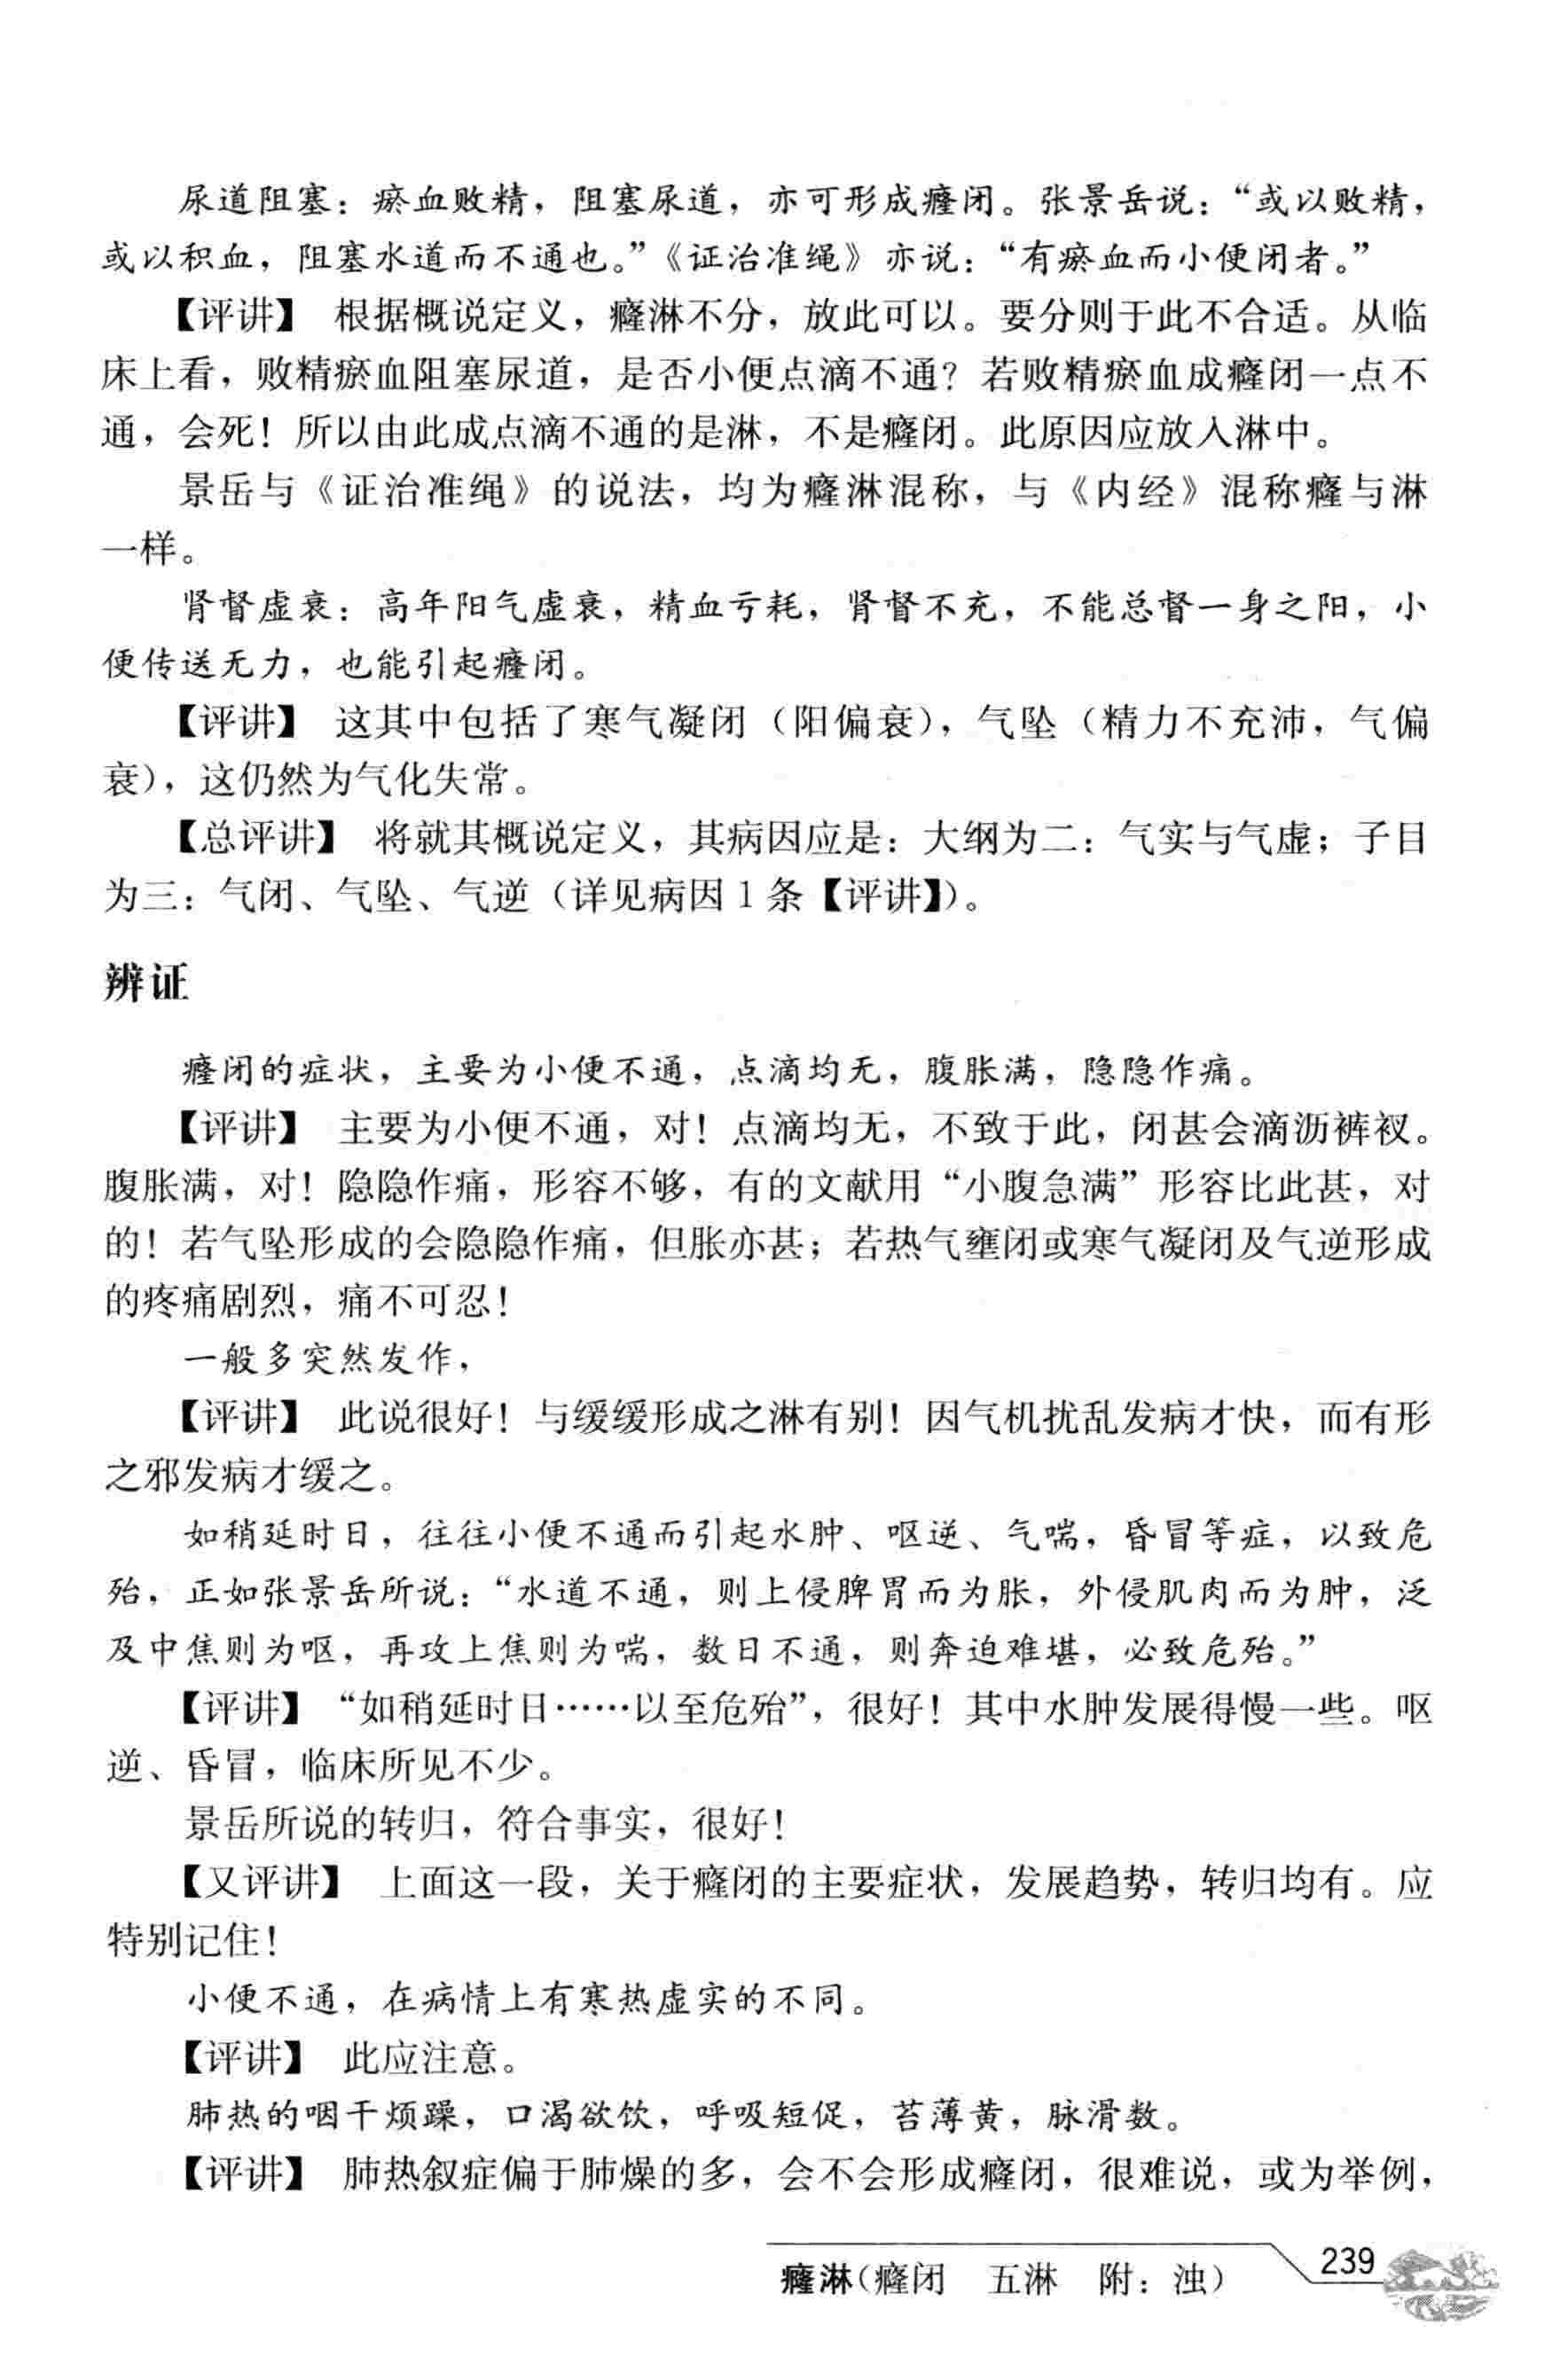 尿道阻塞：瘀血败精，阻塞尿道，亦可形成癃闭。张景岳说：“或以败精，
或以积血，阻塞水道而不通也。”《证治准绳》亦说：“有瘀血而小便闭者。”
【评讲】 根据概说定义，癃淋不分，放此可以。要分则于此不合适。从临
床上看，败精瘀血阻塞尿道，是否小便点滴不通？若败精瘀血成癃闭一点不
通，会死！所以由此成点滴不通的是淋，不是癃闭。此原因应放入淋中。
景岳与《证治准绳》的说法，均为癃淋混称，与《内经》混称癃与淋
一样。
肾督虚衰：高年阳气虚衰，精血亏耗，肾督不充，不能总督一身之阳，小
便传送无力，也能引起癃闭。
【评讲】 这其中包括了寒气凝闭（阳偏衰），气坠（精力不充沛，气偏
衰），这仍然为气化失常。
【总评讲】 将就其概说定义，其病因应是：大纲为二：气实与气虚；子目
为三：气闭、气坠、气逆（详见病因1条【评讲】）。
辨证
癃闭的症状，主要为小便不通，点滴均无，腹胀满，隐隐作痛。
【评讲】 主要为小便不通，对！点滴均无，不致于此，闭甚会滴沥裤衩。
腹胀满，对！隐隐作痛，形容不够，有的文献用“小腹急满”形容比此甚，对
的！若气坠形成的会隐隐作痛，但胀亦甚；若热气壅闭或寒气凝闭及气逆形成
的疼痛剧烈，痛不可忍！
一般多突然发作，
【评讲】 此说很好！与缓缓形成之淋有别！因气机扰乱发病才快，而有形
之邪发病才缓之。
如稍延时日，往往小便不通而引起水肿、呕逆、气喘，昏冒等症，以致危
殆，正如张景岳所说：“水道不通，则上侵脾胃而为胀，外侵肌肉而为肿，泛
及中焦则为呕，再攻上焦则为喘，数日不通，则奔迫难堪，必致危殆。”
【评讲】 “如稍延时日……以至危殆”，很好！其中水肿发展得慢一些。呕
逆、昏冒，临床所见不少。
景岳所说的转归，符合事实，很好！
【又评讲】 上面这一段，关于癃闭的主要症状，发展趋势，转归均有。应
特别记住！
小便不通，在病情上有寒热虚实的不同。
【评讲】 此应注意。
肺热的咽干烦躁，口渴欲饮，呼吸短促，苔薄黄，脉滑数。
【评讲】 肺热叙症偏于肺燥的多，会不会形成癃闭，很难说，或为举例，
癃淋（癃闭 五淋 附：浊） 239